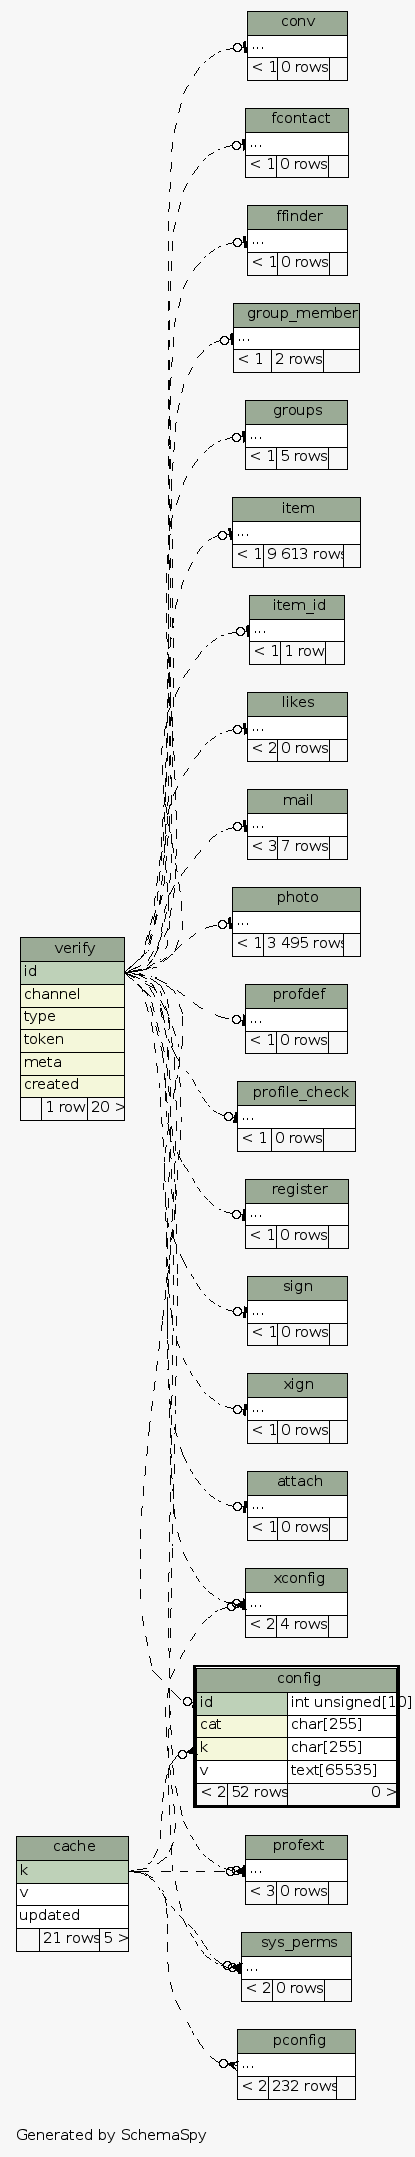 conv
...
< 1 0 rows
fcontact
...
< 1 0 rows
ffinder
...
< 1 0 rows
group_member
...
< 1 2 rows
groups
...
< 1 5 rows
item
...
< 1 9 613 rows
item_id
...
< 1 1 row
likes
...
< 2 0 rows
mail
...
< 3 7 rows
photo
...
< 1 3 495 rows
verify
id
channel
type
token
meta
created
1 row 20 >
profdef
...
< 1 0 rows
profile_check
...
< 1 0 rows
register
...
< 1 0 rows
sign
...
< 1 0 rows
xign
...
< 1 0 rows
attach
...
< 1 0 rows
xconfig
...
< 2 4 rows
config
id int unsigned[10]
cat char[255]
k char[255]
v text[65535]
< 2 52 rows 0 >
cache
k
v
updated
21 rows 5 >
profext
...
< 3 0 rows
sys_perms
...
< 2 0 rows
pconfig
...
< 2 232 rows
Generated by SchemaSpy